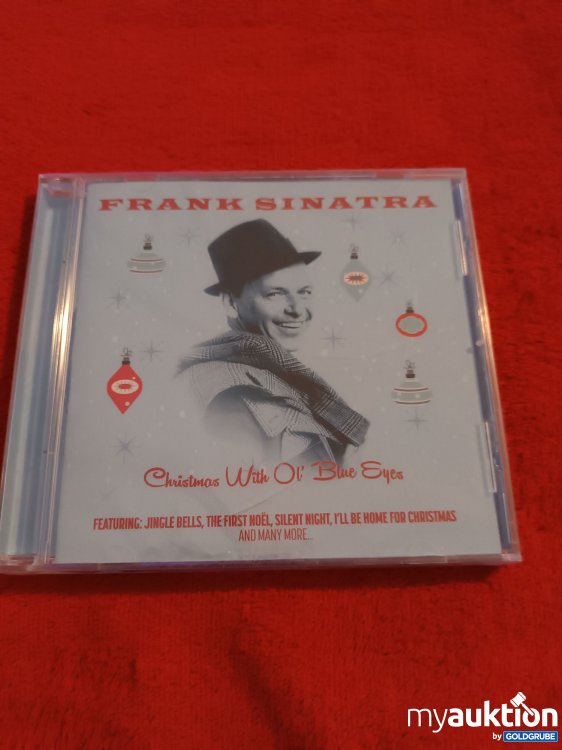 FRANK SINATRA
Christmas With Ol' Blue Eyes
FEATURING: JINGLE BELLS, THE FIRST NOËL, SILENT NIGHT, I'LL BE HOME FOR CHRISTMAS
AND MANY MORE...
myauktion
by GOLDGRUBE